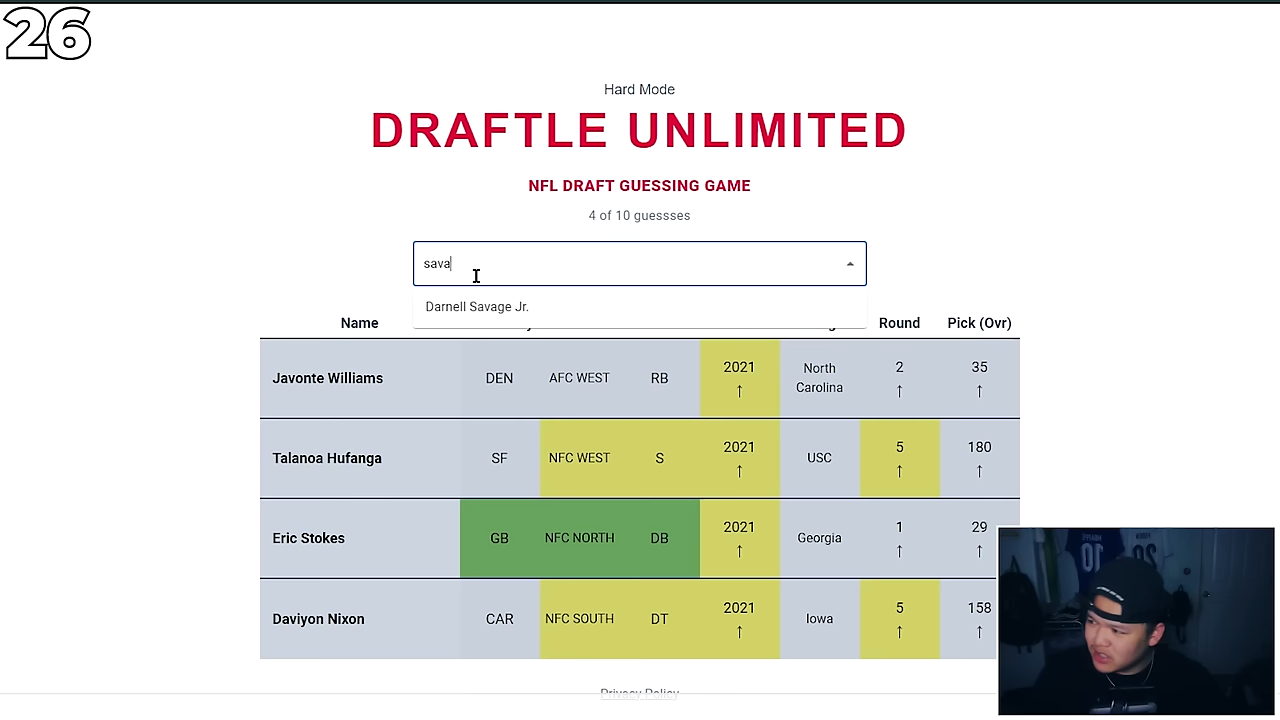 26
Hard Mode
DRAFTLE UNLIMITED
NFL DRAFT GUESSING GAME
4 of 10 guessses
sava
Darnell Savage Jr.
Name Round Pick (Ovr)
Javonte Williams DEN AFC WEST RB 2021 ↑ North Carolina 2 ↑ 35 ↑
Talanoa Hufanga SF NFC WEST S 2021 ↑ USC 5 ↑ 180 ↑
Eric Stokes GB NFC NORTH DB 2021 ↑ Georgia 1 ↑ 29 ↑
Daviyon Nixon CAR NFC SOUTH DT 2021 ↑ Iowa 5 ↑ 158 ↑
Privacy Policy
10